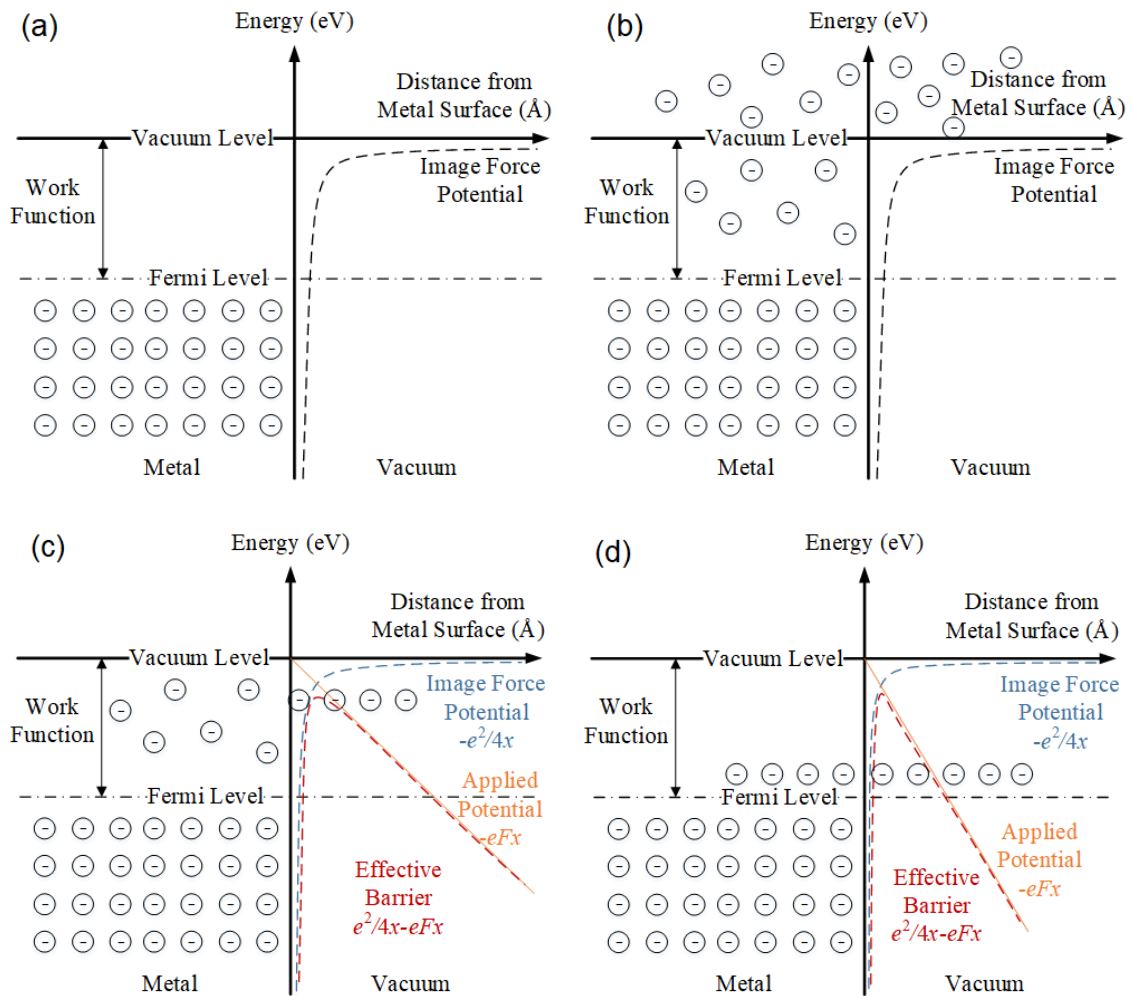 (a)
Energy (eV)
Distance from
Metal Surface (Å)
Vacuum Level
Image Force
Potential
Work
Function
Fermi Level
Metal
Vacuum
(b)
Energy (eV)
Distance from
Metal Surface (Å)
Vacuum Level
Image Force
Potential
Work
Function
Fermi Level
Metal
Vacuum
(c)
Energy (eV)
Distance from
Metal Surface (Å)
Vacuum Level
Image Force
Potential
-e²/4x
Work
Function
Fermi Level
Applied
Potential
-eFx
Effective
Barrier
e²/4x-eFx
Metal
Vacuum
(d)
Energy (eV)
Distance from
Metal Surface (Å)
Vacuum Level
Image Force
Potential
-e²/4x
Work
Function
Fermi Level
Applied
Potential
-eFx
Effective
Barrier
e²/4x-eFx
Metal
Vacuum